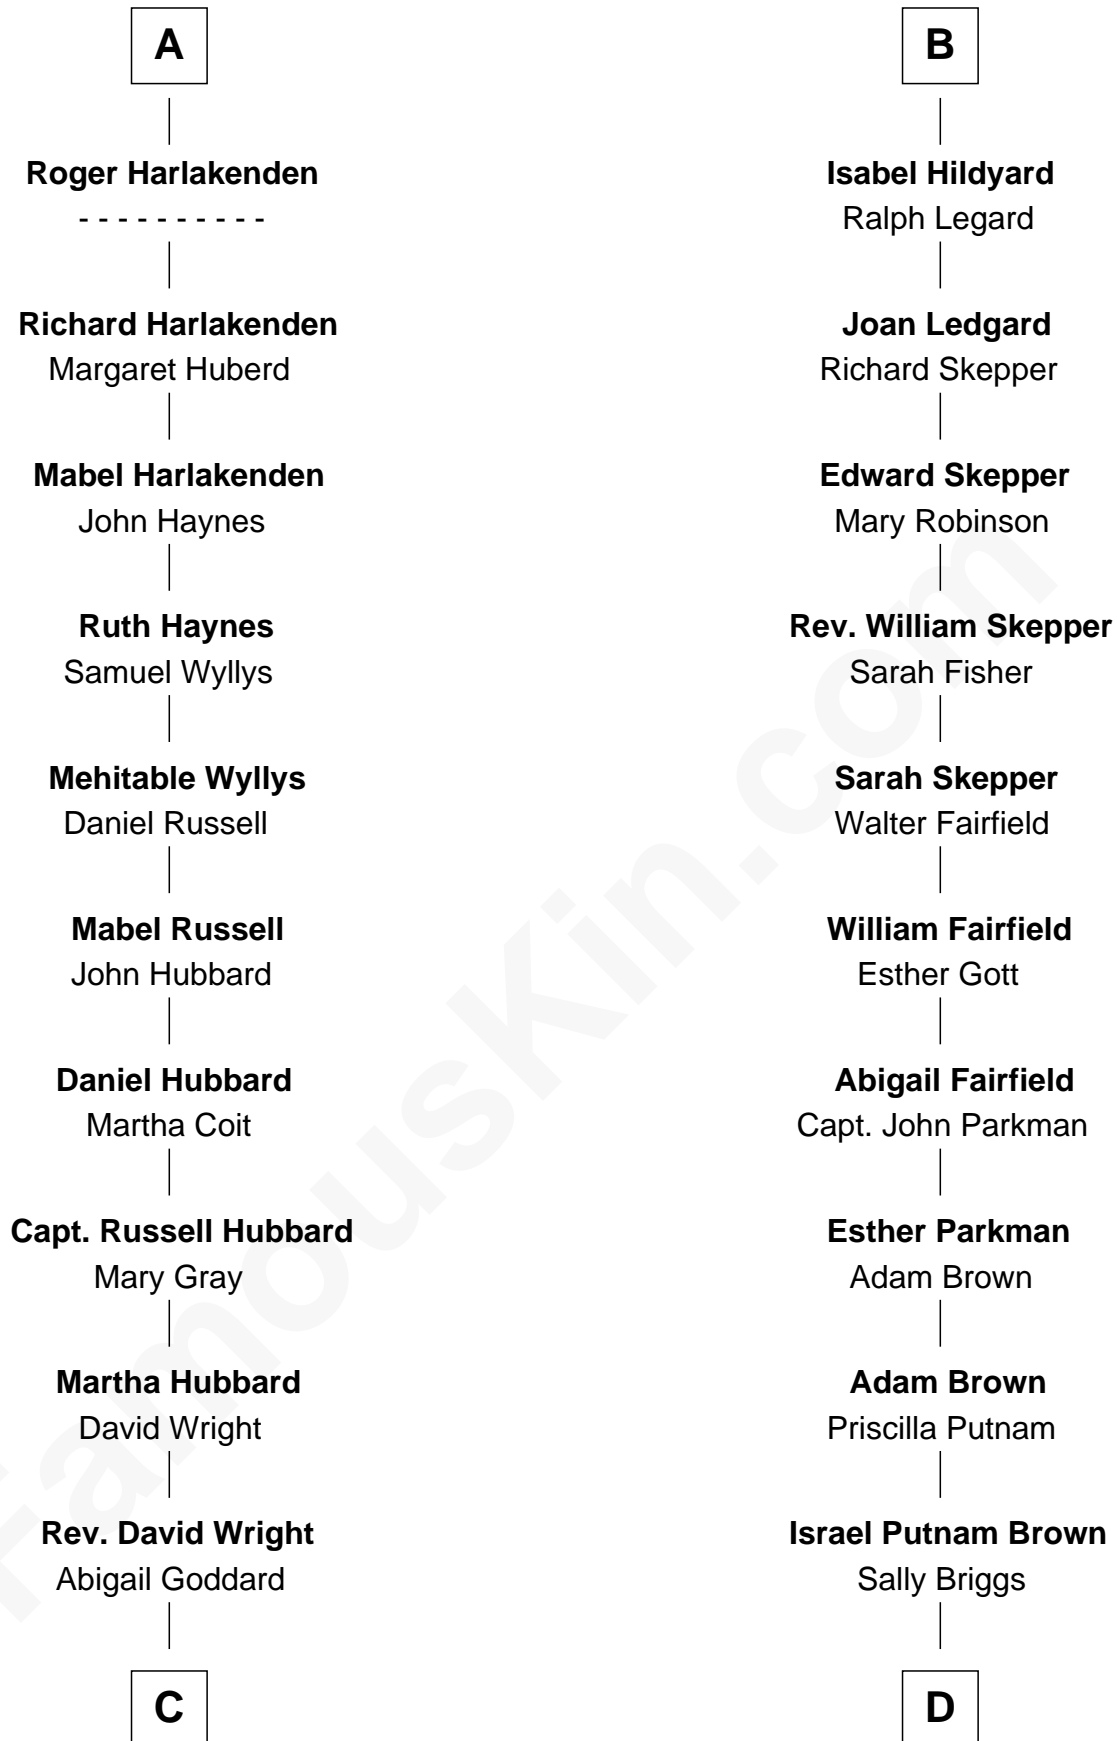 A
Roger Harlakenden
- - - - - - - - - -
Richard Harlakenden
Margaret Huberd
Mabel Harlakenden
John Haynes
Ruth Haynes
Samuel Wyllys
Mehitable Wyllys
Daniel Russell
Mabel Russell
John Hubbard
Daniel Hubbard
Martha Coit
Capt. Russell Hubbard
Mary Gray
Martha Hubbard
David Wright
Rev. David Wright
Abigail Goddard
C
B
Isabel Hildyard
Ralph Legard
Joan Ledgard
Richard Skepper
Edward Skepper
Mary Robinson
Rev. William Skepper
Sarah Fisher
Sarah Skepper
Walter Fairfield
William Fairfield
Esther Gott
Abigail Fairfield
Capt. John Parkman
Esther Parkman
Adam Brown
Adam Brown
Priscilla Putnam
Israel Putnam Brown
Sally Briggs
D
FamousKin.com